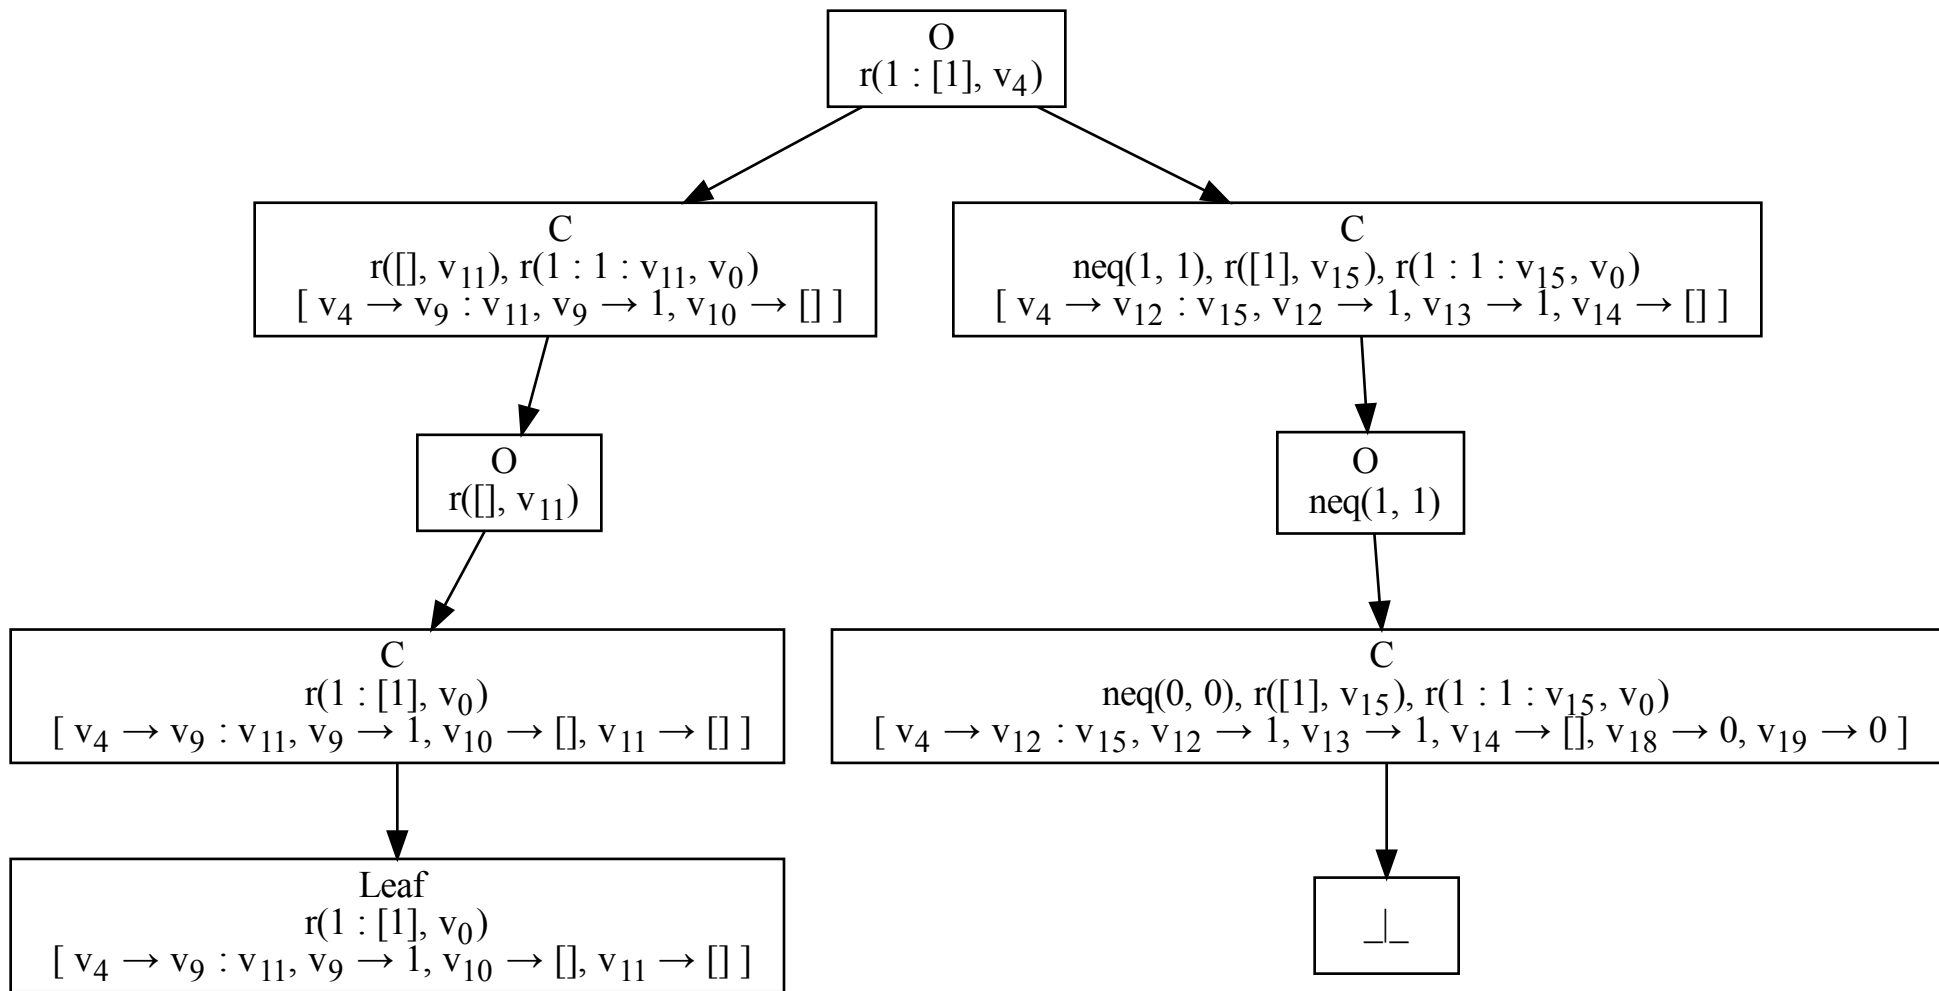 O
r(1 : [1], v₄)
C
r([], v₁₁), r(1 : 1 : v₁₁, v₀)
[ v₄ → v₉ : v₁₁, v₉ → 1, v₁₀ → [] ]
C
neq(1, 1), r([1], v₁₅), r(1 : 1 : v₁₅, v₀)
[ v₄ → v₁₂ : v₁₅, v₁₂ → 1, v₁₃ → 1, v₁₄ → [] ]
O
r([], v₁₁)
O
neq(1, 1)
C
r(1 : [1], v₀)
[ v₄ → v₉ : v₁₁, v₉ → 1, v₁₀ → [], v₁₁ → [] ]
C
neq(0, 0), r([1], v₁₅), r(1 : 1 : v₁₅, v₀)
[ v₄ → v₁₂ : v₁₅, v₁₂ → 1, v₁₃ → 1, v₁₄ → [], v₁₈ → 0, v₁₉ → 0 ]
Leaf
r(1 : [1], v₀)
[ v₄ → v₉ : v₁₁, v₉ → 1, v₁₀ → [], v₁₁ → [] ]
_|_